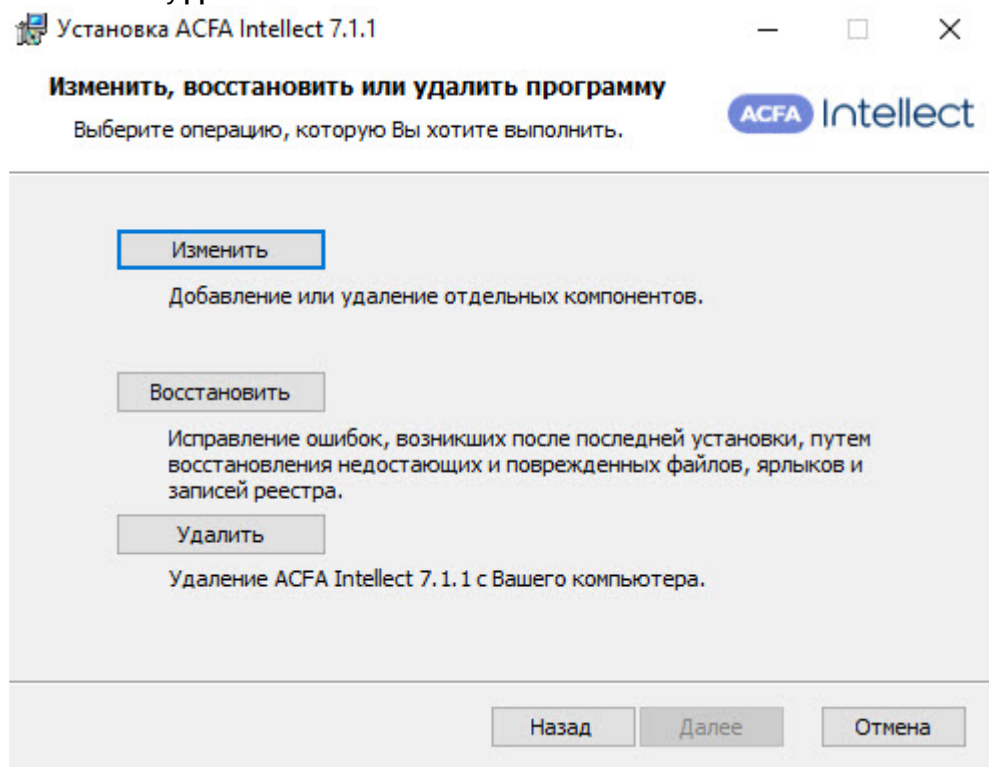 Установка ACFA Intellect 7.1.1
Изменить, восстановить или удалить программу
Выберите операцию, которую Вы хотите выполнить.
ACFA Intellect
Изменить
Добавление или удаление отдельных компонентов.
Восстановить
Исправление ошибок, возникших после последней установки, путем
восстановления недостающих и поврежденных файлов, ярлыков и
записей реестра.
Удалить
Удаление ACFA Intellect 7.1.1 с Вашего компьютера.
Назад Далее Отмена